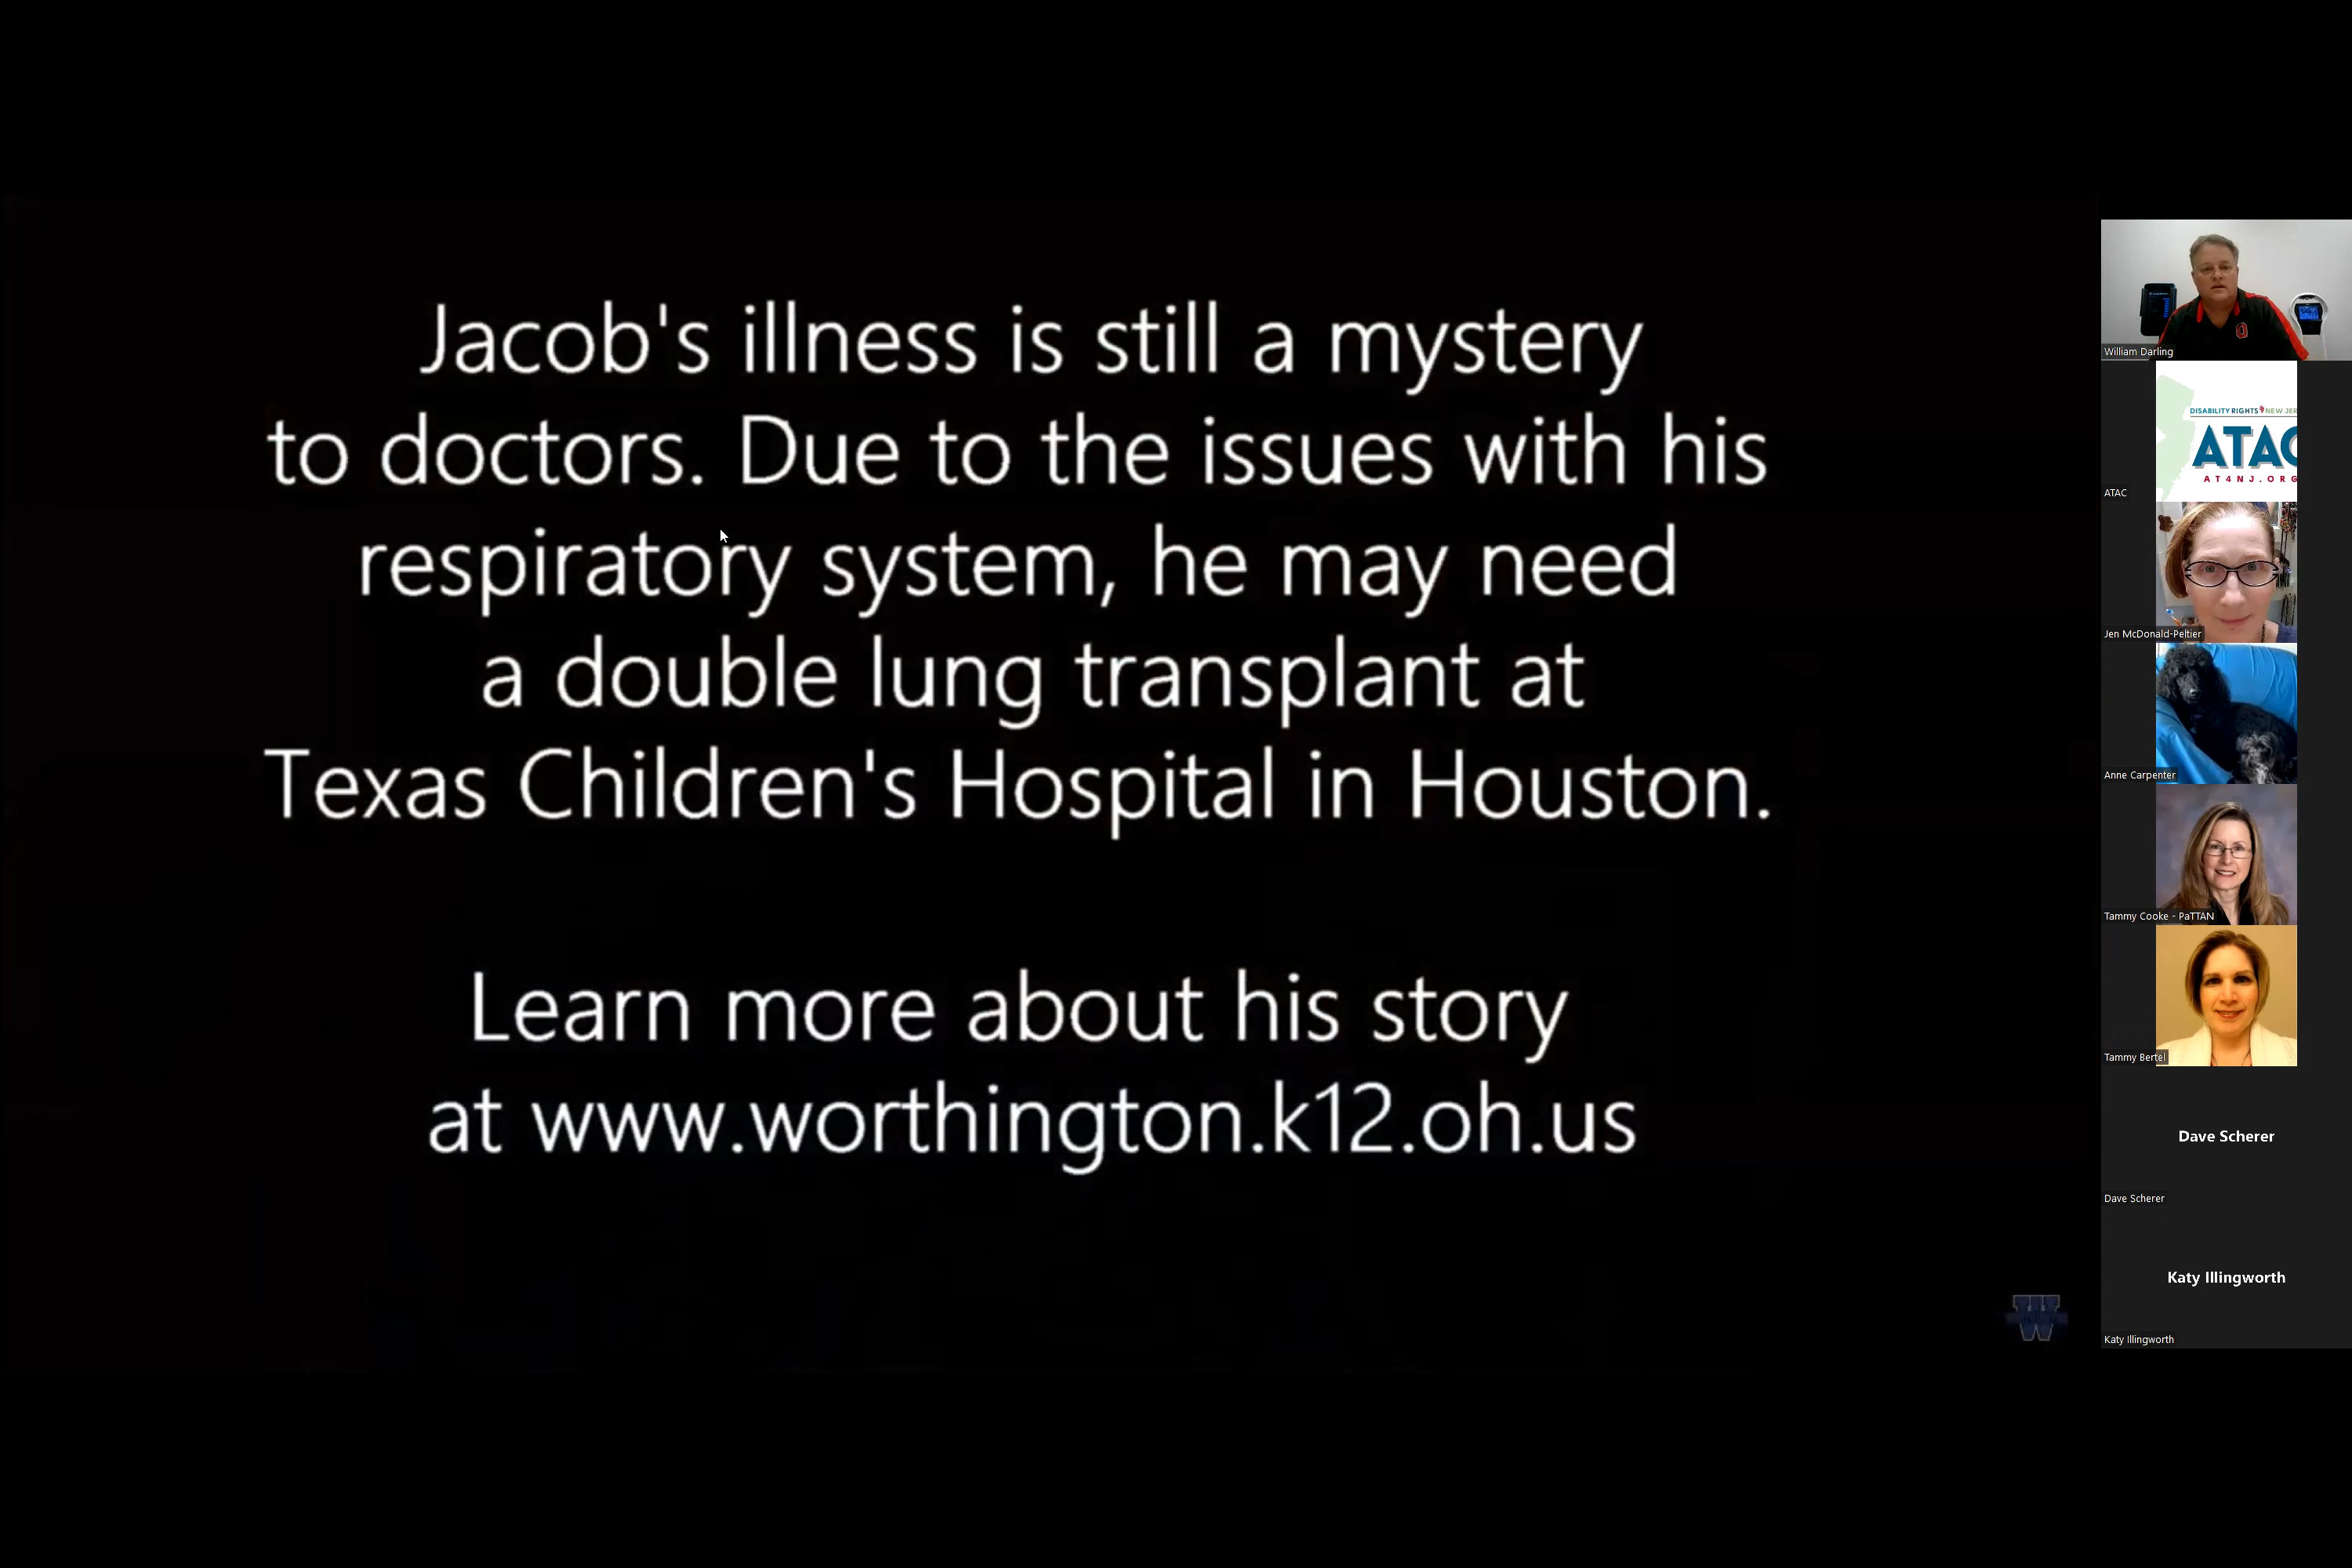 Jacob's illness is still a mystery
to doctors. Due to the issues with his
respiratory system, he may need
a double lung transplant at
Texas Children's Hospital in Houston.
Learn more about his story
at www.worthington.k12.oh.us
William Darling
DISABILITY RIGHTS NEW JER
ATAC
AT4NJ.ORG
ATAC
Jen McDonald-Peltier
Anne Carpenter
Tammy Cooke - PaTTAN
Tammy Bertel
Dave Scherer
Dave Scherer
Katy Illingworth
Katy Illingworth